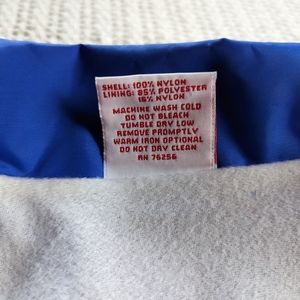 SHELL: 100% NYLON
LINING: 85% POLYESTER
15% NYLON
MACHINE WASH COLD
DO NOT BLEACH
TUMBLE DRY LOW
REMOVE PROMPTLY
WARM IRON OPTIONAL
DO NOT DRY CLEAN
RN 76256